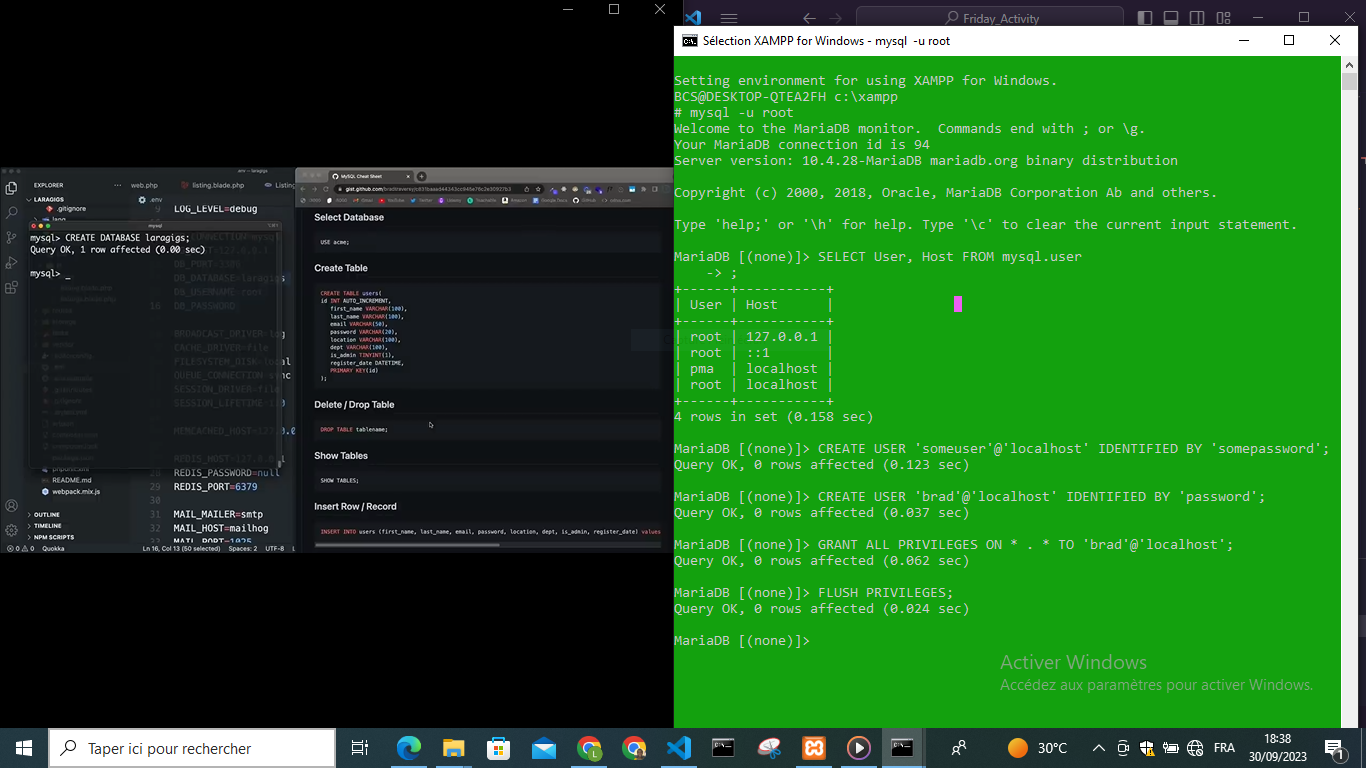 EXPLORER
LARAGIGS
.gitignore
web.php
listing.blade.php
.env
LOG_LEVEL=debug
mysql
mysql> CREATE DATABASE laragigs;
Query OK, 1 row affected (0.00 sec)
mysql> _
DB_PASSWORD
REDIS_PASSWORD=null
REDIS_PORT=6379
MAIL_MAILER=smtp
MAIL_HOST=mailhog
MAIL_PORT=1025
phpunit.xml
README.md
webpack.mix.js
OUTLINE
TIMELINE
NPM SCRIPTS
Quokka
Ln 16, Col 13 (50 selected)
Spaces: 2
UTF-8
MySQL Cheat Sheet
Select Database
USE acme;
Create Table
CREATE TABLE users(
id INT AUTO_INCREMENT,
first_name VARCHAR(100),
last_name VARCHAR(100),
email VARCHAR(50),
password VARCHAR(20),
location VARCHAR(100),
dept VARCHAR(100),
is_admin TINYINT(1),
register_date DATETIME,
PRIMARY KEY(id)
);
Delete / Drop Table
DROP TABLE tablename;
Show Tables
SHOW TABLES;
Insert Row / Record
INSERT INTO users (first_name, last_name, email, password, location, dept, is_admin, register_date) values
Friday_Activity
Sélection XAMPP for Windows - mysql -u root
Setting environment for using XAMPP for Windows.
BCS@DESKTOP-QTEA2FH c:\xampp
# mysql -u root
Welcome to the MariaDB monitor.  Commands end with ; or \g.
Your MariaDB connection id is 94
Server version: 10.4.28-MariaDB mariadb.org binary distribution
Copyright (c) 2000, 2018, Oracle, MariaDB Corporation Ab and others.
Type 'help;' or '\h' for help. Type '\c' to clear the current input statement.
MariaDB [(none)]> SELECT User, Host FROM mysql.user
    -> ;
+------+-----------+
| User | Host      |
+------+-----------+
| root | 127.0.0.1 |
| root | ::1       |
| pma  | localhost |
| root | localhost |
+------+-----------+
4 rows in set (0.158 sec)
MariaDB [(none)]> CREATE USER 'someuser'@'localhost' IDENTIFIED BY 'somepassword';
Query OK, 0 rows affected (0.123 sec)
MariaDB [(none)]> CREATE USER 'brad'@'localhost' IDENTIFIED BY 'password';
Query OK, 0 rows affected (0.037 sec)
MariaDB [(none)]> GRANT ALL PRIVILEGES ON * . * TO 'brad'@'localhost';
Query OK, 0 rows affected (0.062 sec)
MariaDB [(none)]> FLUSH PRIVILEGES;
Query OK, 0 rows affected (0.024 sec)
MariaDB [(none)]>
Activer Windows
Accédez aux paramètres pour activer Windows.
Taper ici pour rechercher
30°C
FRA
18:38
30/09/2023
1